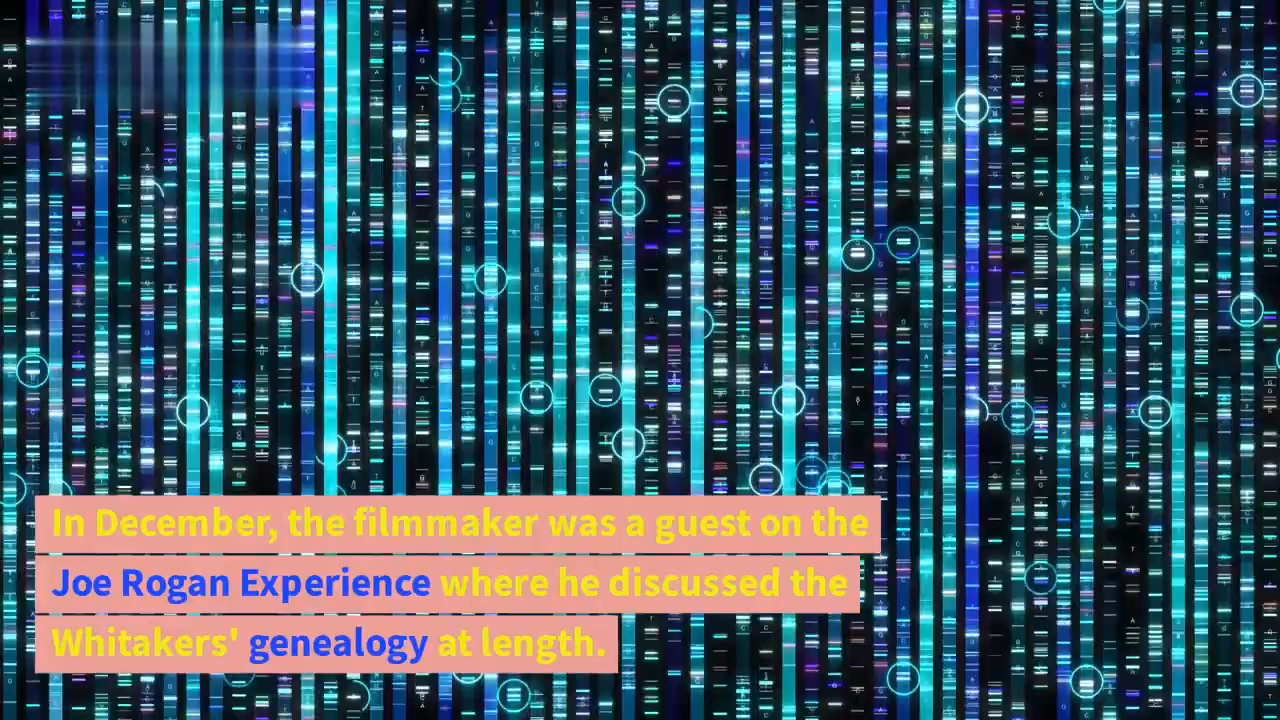 In December, the filmmaker was a guest on the
Joe Rogan Experience where he discussed the
Whitakers' genealogy at length.